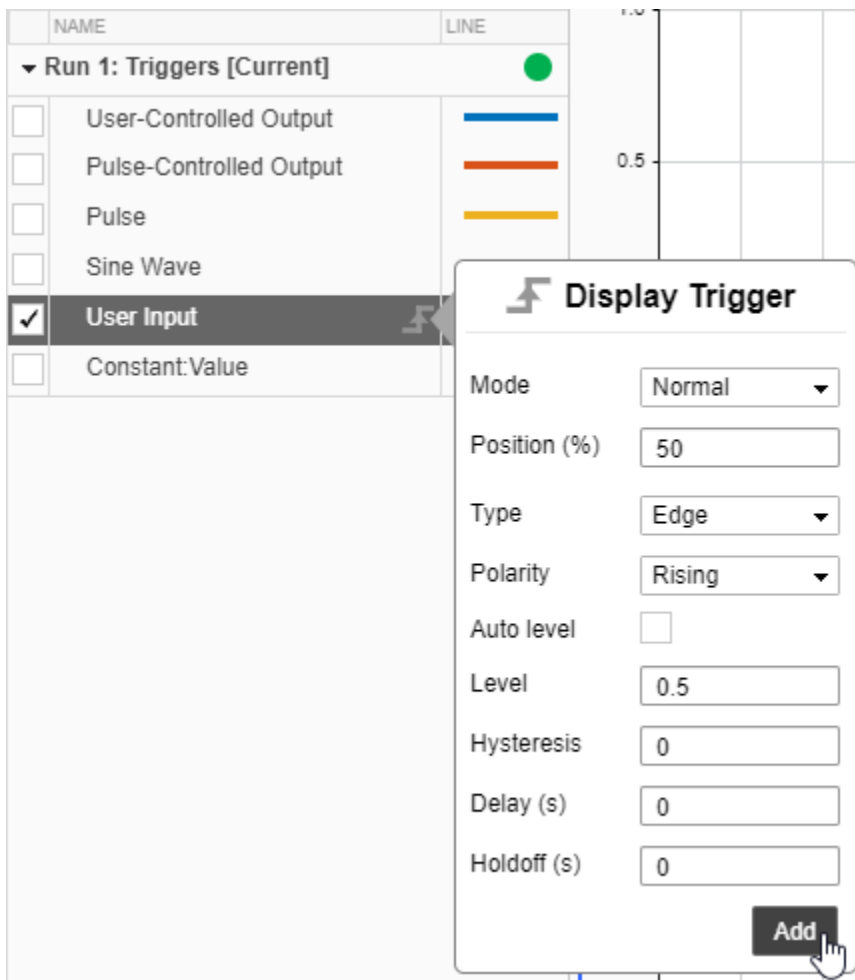 NAME LINE
Run 1: Triggers [Current]
User-Controlled Output
Pulse-Controlled Output
0.5
Pulse
Sine Wave
User Input
Constant:Value
Display Trigger
Mode Normal
Position (%) 50
Type Edge
Polarity Rising
Auto level
Level 0.5
Hysteresis 0
Delay (s) 0
Holdoff (s) 0
Add